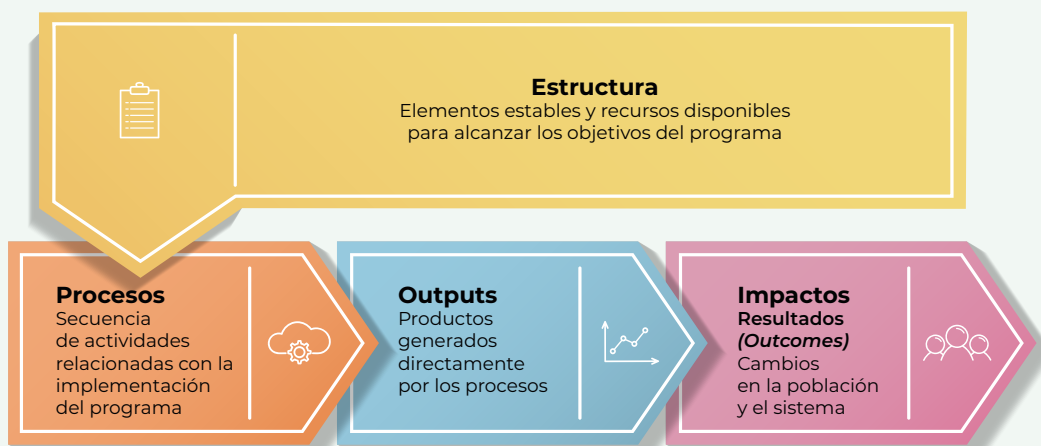 Estructura
Elementos estables y recursos disponibles
para alcanzar los objetivos del programa
Procesos
Secuencia
de actividades
relacionadas con la
implementación
del programa
Outputs
Productos
generados
directamente
por los procesos
Impactos
Resultados
(Outcomes)
Cambios
en la población
y el sistema